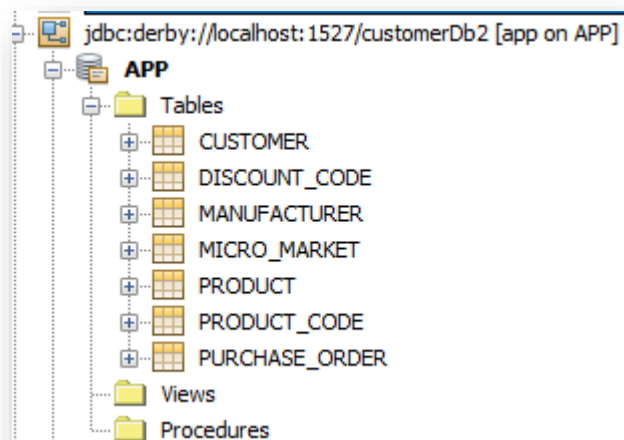 jdbc:derby://localhost:1527/customerDb2 [app on APP]
APP
Tables
CUSTOMER
DISCOUNT_CODE
MANUFACTURER
MICRO_MARKET
PRODUCT
PRODUCT_CODE
PURCHASE_ORDER
Views
Procedures